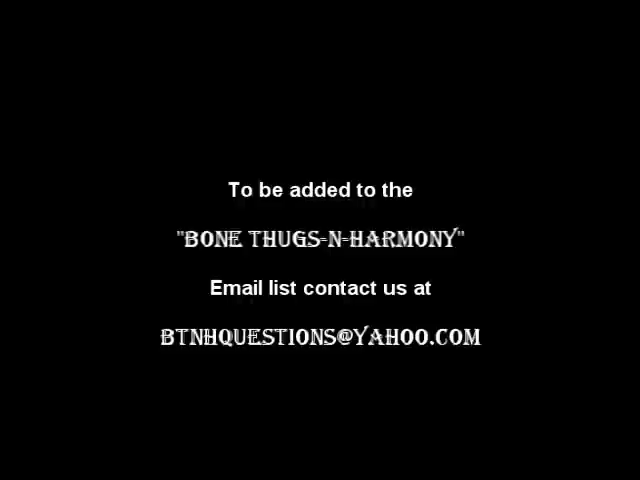 To be added to the
"BONE THUGS-N-HARMONY"
Email list contact us at
BTNHQUESTIONS@YAHOO.COM